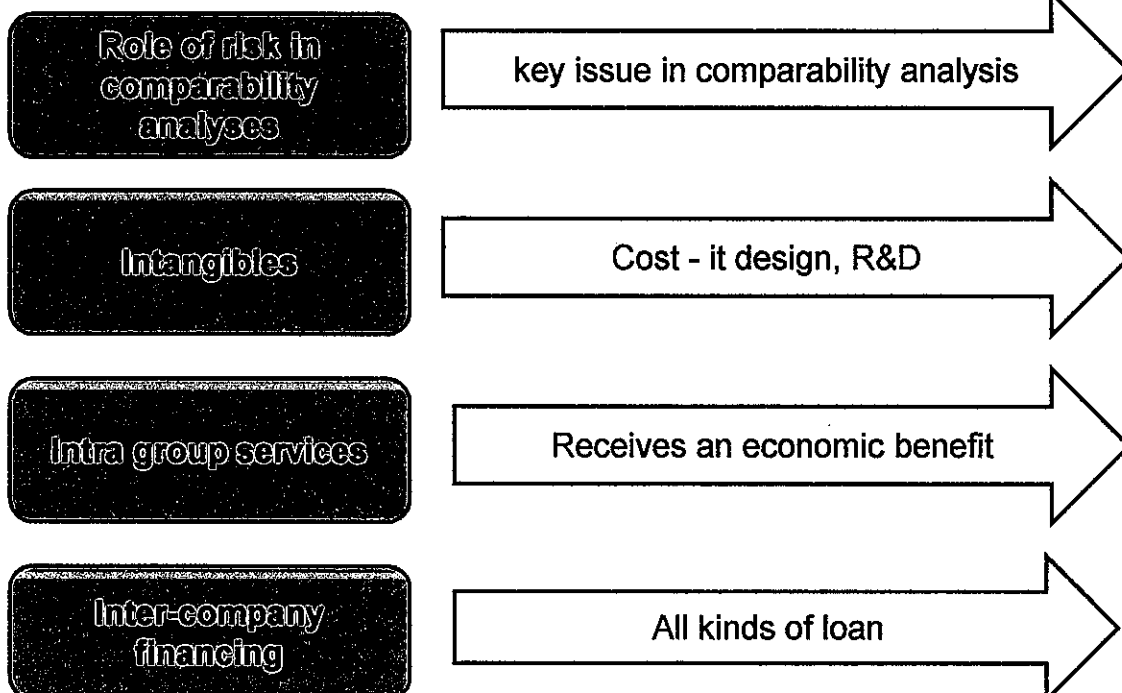 Role of risk in
comparability
analyses
key issue in comparability analysis
Intangibles
Cost - it design, R&D
Intra group services
Receives an economic benefit
Inter-company
financing
All kinds of loan